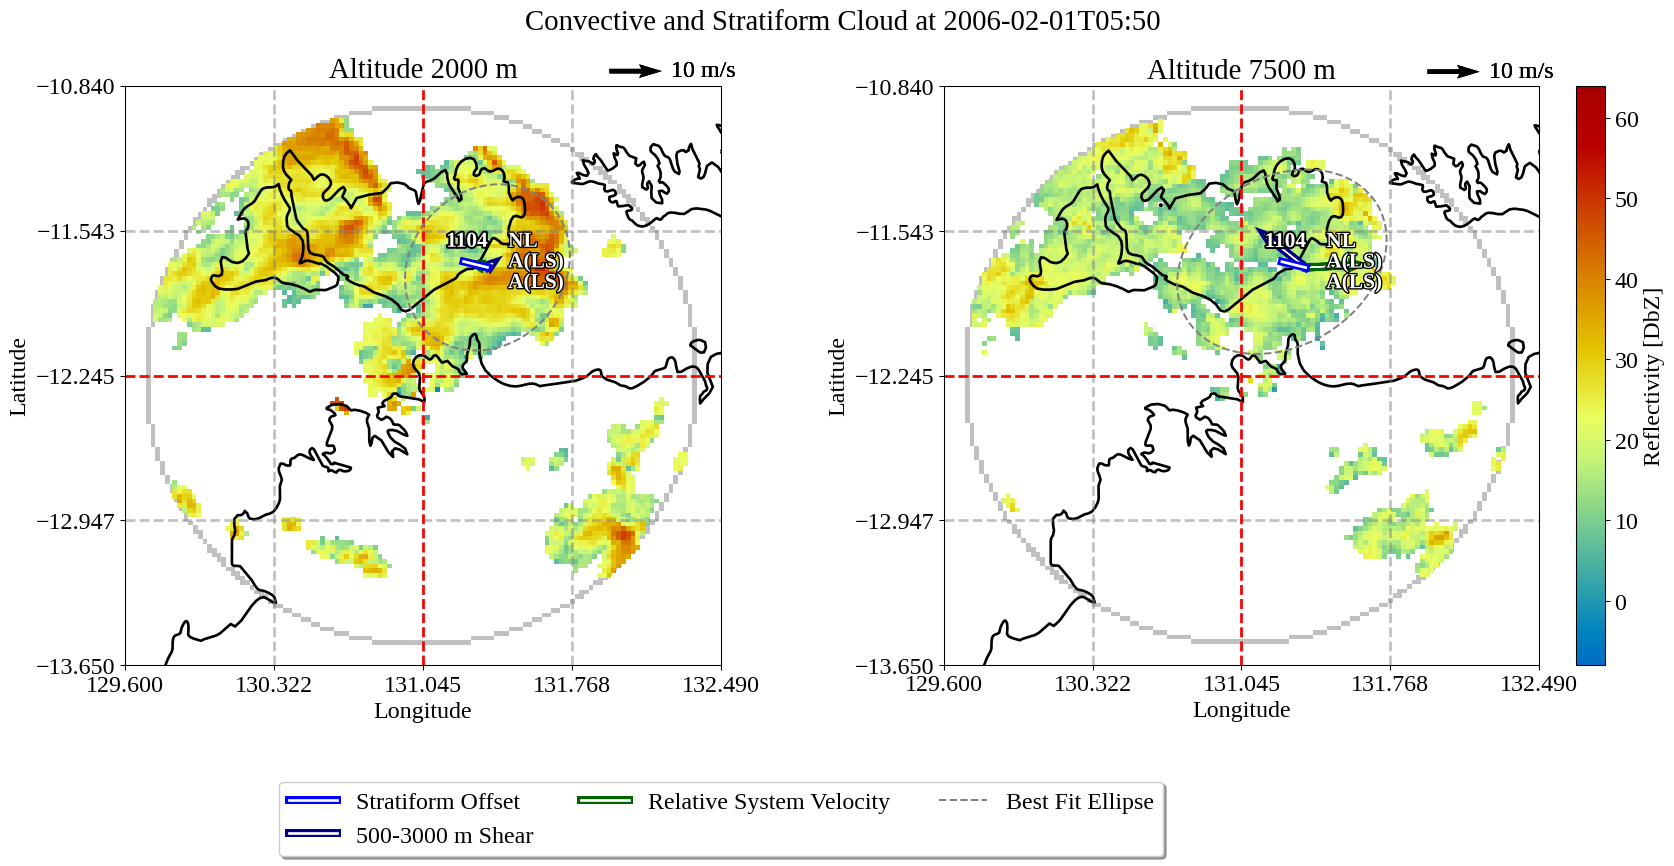 Convective and Stratiform Cloud at 2006-02-01T05:50
Altitude 2000 m
10 m/s
Altitude 7500 m
10 m/s
−10.840
−11.543
−12.245
−12.947
−13.650
Latitude
129.600
130.322
131.045
131.768
132.490
Longitude
1104
NL
A(LS)
A(LS)
−10.840
−11.543
−12.245
−12.947
−13.650
Latitude
129.600
130.322
131.045
131.768
132.490
Longitude
1104
NL
A(LS)
A(LS)
60
50
40
30
20
10
0
Reflectivity [DbZ]
Stratiform Offset
500-3000 m Shear
Relative System Velocity
Best Fit Ellipse